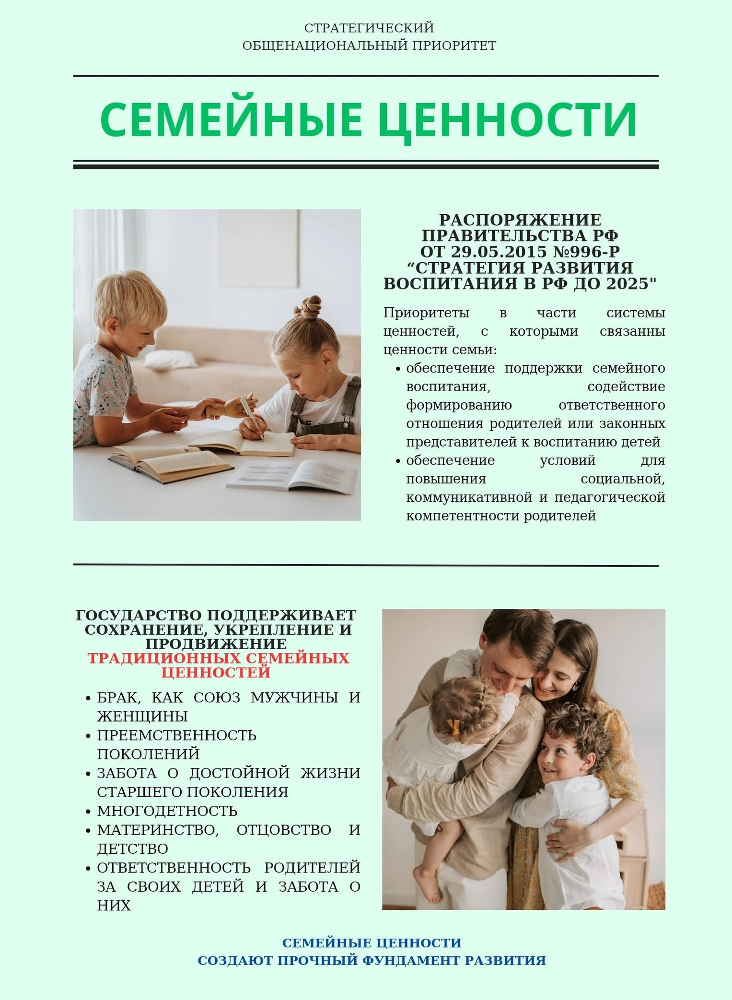 СТРАТЕГИЧЕСКИЙ
ОБЩЕНАЦИОНАЛЬНЫЙ ПРИОРИТЕТ
СЕМЕЙНЫЕ ЦЕННОСТИ
РАСПОРЯЖЕНИЕ
ПРАВИТЕЛЬСТВА РФ
ОТ 29.05.2015 №996-Р
“СТРАТЕГИЯ РАЗВИТИЯ
ВОСПИТАНИЯ В РФ ДО 2025"
Приоритеты в части системы
ценностей, с которыми связанны
ценности семьи:
• обеспечение поддержки семейного
воспитания, содействие
формированию ответственного
отношения родителей или законных
представителей к воспитанию детей
• обеспечение условий для
повышения социальной,
коммуникативной и педагогической
компетентности родителей
ГОСУДАРСТВО ПОДДЕРЖИВАЕТ
СОХРАНЕНИЕ, УКРЕПЛЕНИЕ И
ПРОДВИЖЕНИЕ
ТРАДИЦИОННЫХ СЕМЕЙНЫХ
ЦЕННОСТЕЙ
• БРАК, КАК СОЮЗ МУЖЧИНЫ И
ЖЕНЩИНЫ
• ПРЕЕМСТВЕННОСТЬ
ПОКОЛЕНИЙ
• ЗАБОТА О ДОСТОЙНОЙ ЖИЗНИ
СТАРШЕГО ПОКОЛЕНИЯ
• МНОГОДЕТНОСТЬ
• МАТЕРИНСТВО, ОТЦОВСТВО И
ДЕТСТВО
• ОТВЕТСТВЕННОСТЬ РОДИТЕЛЕЙ
ЗА СВОИХ ДЕТЕЙ И ЗАБОТА О
НИХ
СЕМЕЙНЫЕ ЦЕННОСТИ
СОЗДАЮТ ПРОЧНЫЙ ФУНДАМЕНТ РАЗВИТИЯ